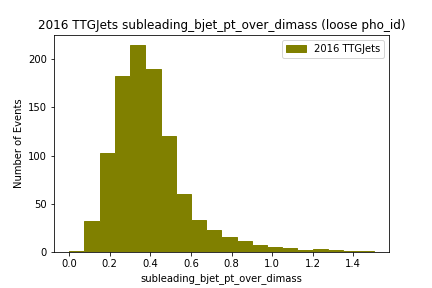 2016 TTGJets subleading_bjet_pt_over_dimass (loose pho_id)
2016 TTGJets
Number of Events
200
150
100
50
0
0.0 0.2 0.4 0.6 0.8 1.0 1.2 1.4
subleading_bjet_pt_over_dimass